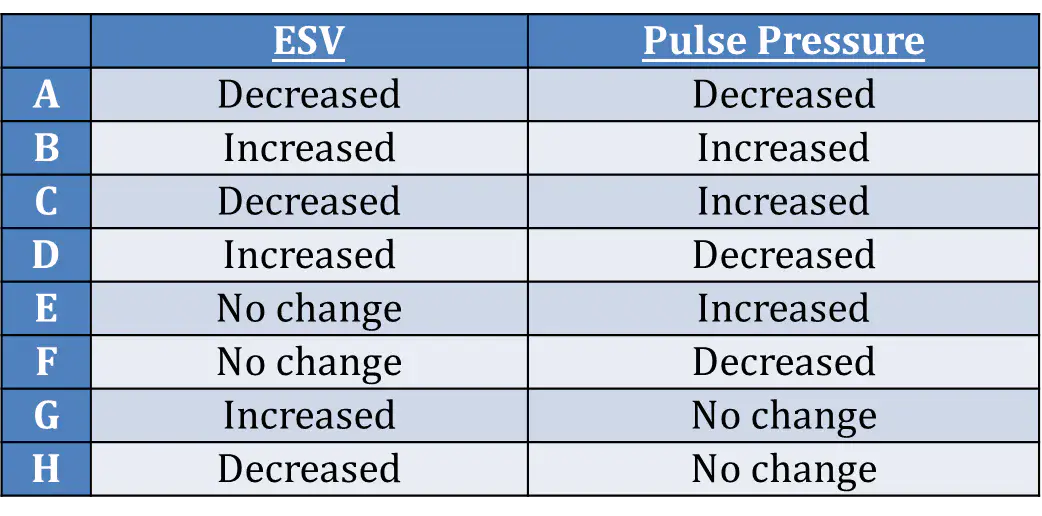 ESV Pulse Pressure
A Decreased Decreased
B Increased Increased
C Decreased Increased
D Increased Decreased
E No change Increased
F No change Decreased
G Increased No change
H Decreased No change